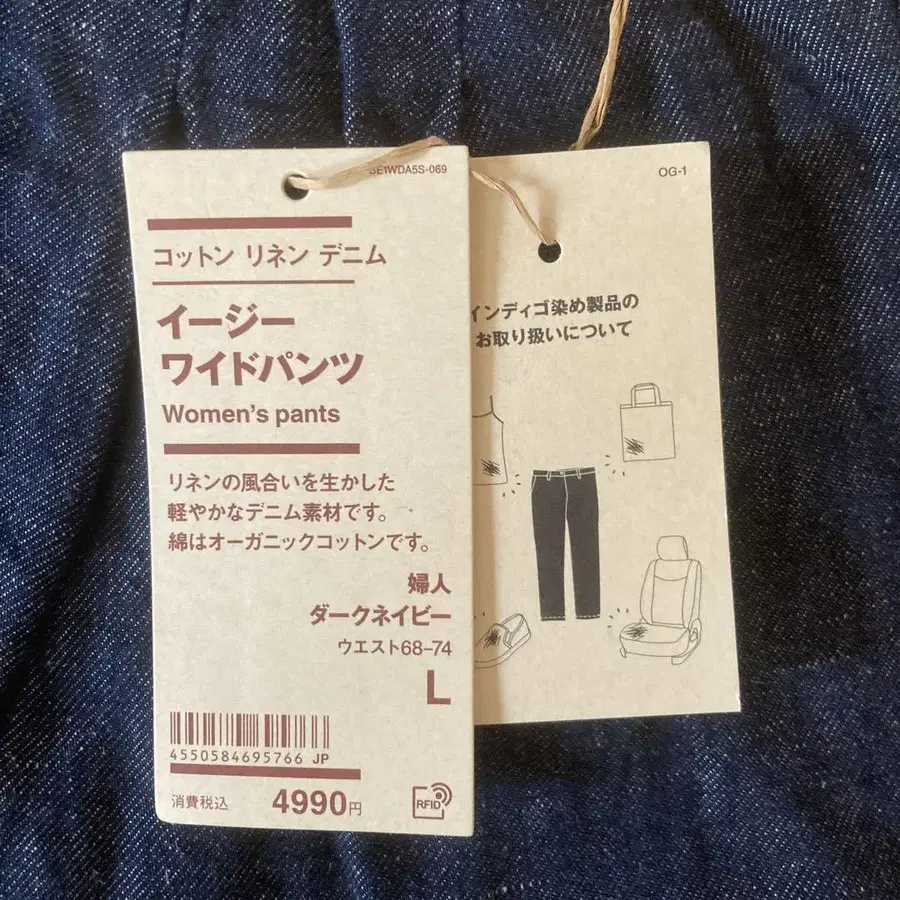 コットン リネン デニム
イージー
ワイドパンツ
Women's pants
リネンの風合いを生かした
軽やかなデニム素材です。
綿はオーガニックコットンです。
婦人
ダークネイビー
ウエスト68–74
L
4550584695766 JP
消費税込 4990円
RFID
OG-1
インディゴ染め製品の
お取り扱いについて